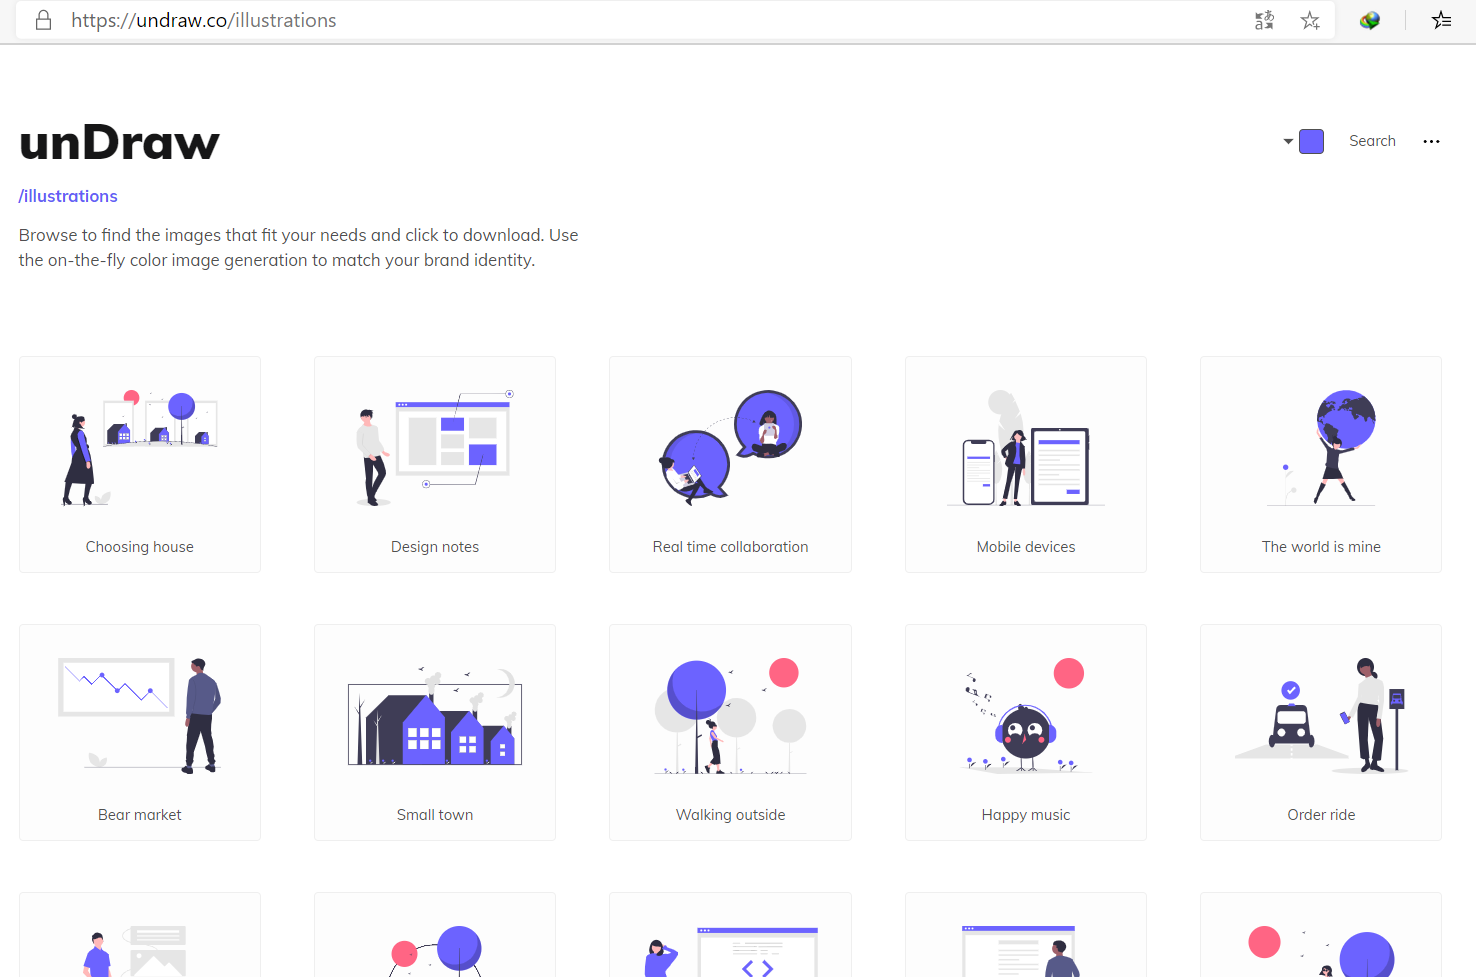 https://undraw.co/illustrations
unDraw
Search
/illustrations
Browse to find the images that fit your needs and click to download. Use
the on-the-fly color image generation to match your brand identity.
Choosing house
Design notes
Real time collaboration
Mobile devices
The world is mine
Bear market
Small town
Walking outside
Happy music
Order ride